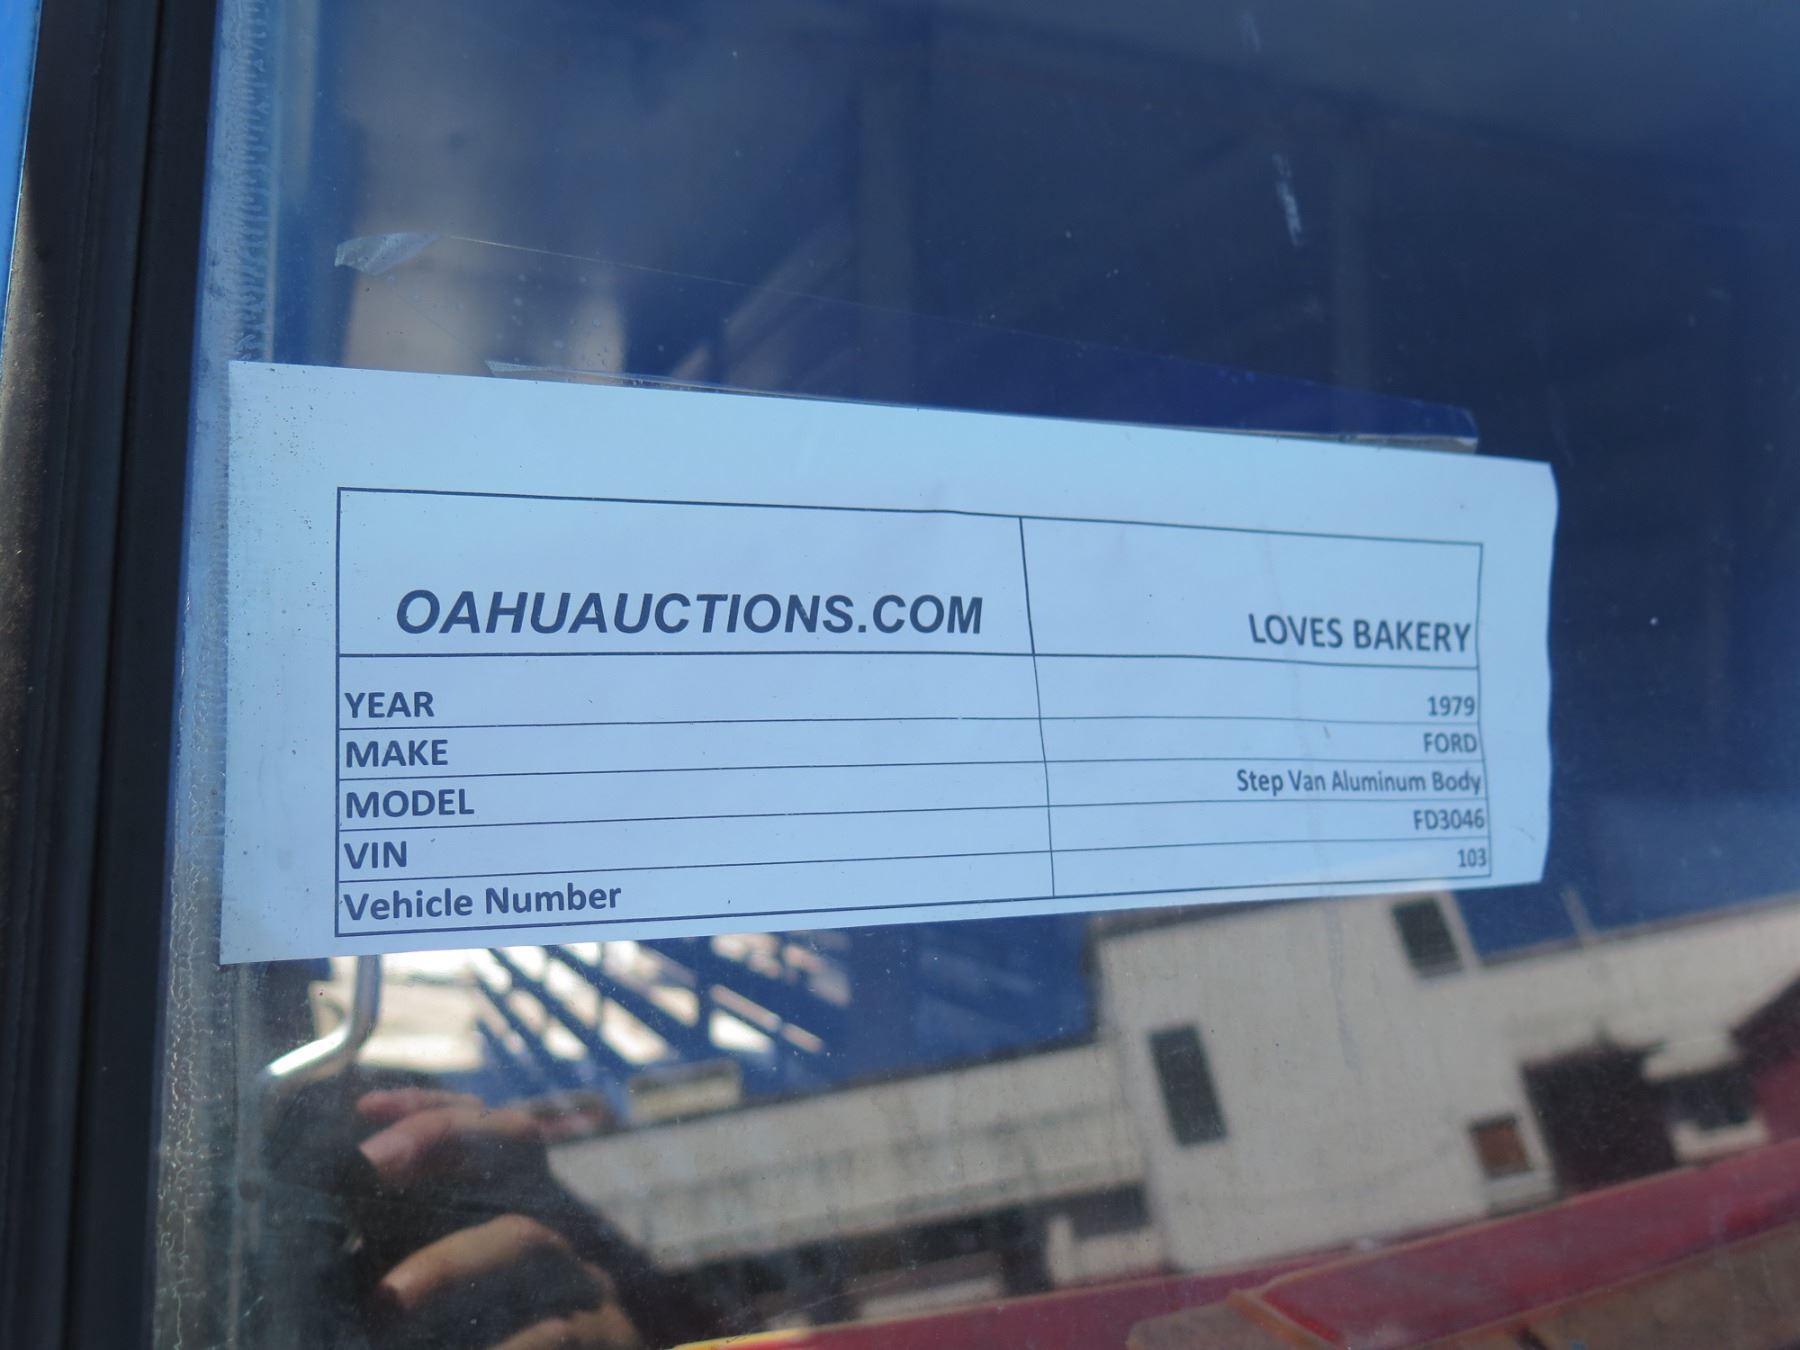 OAHUAUCTIONS.COM LOVES BAKERY
YEAR 1979
MAKE FORD
MODEL Step Van Aluminum Body
VIN FD3046
Vehicle Number 103